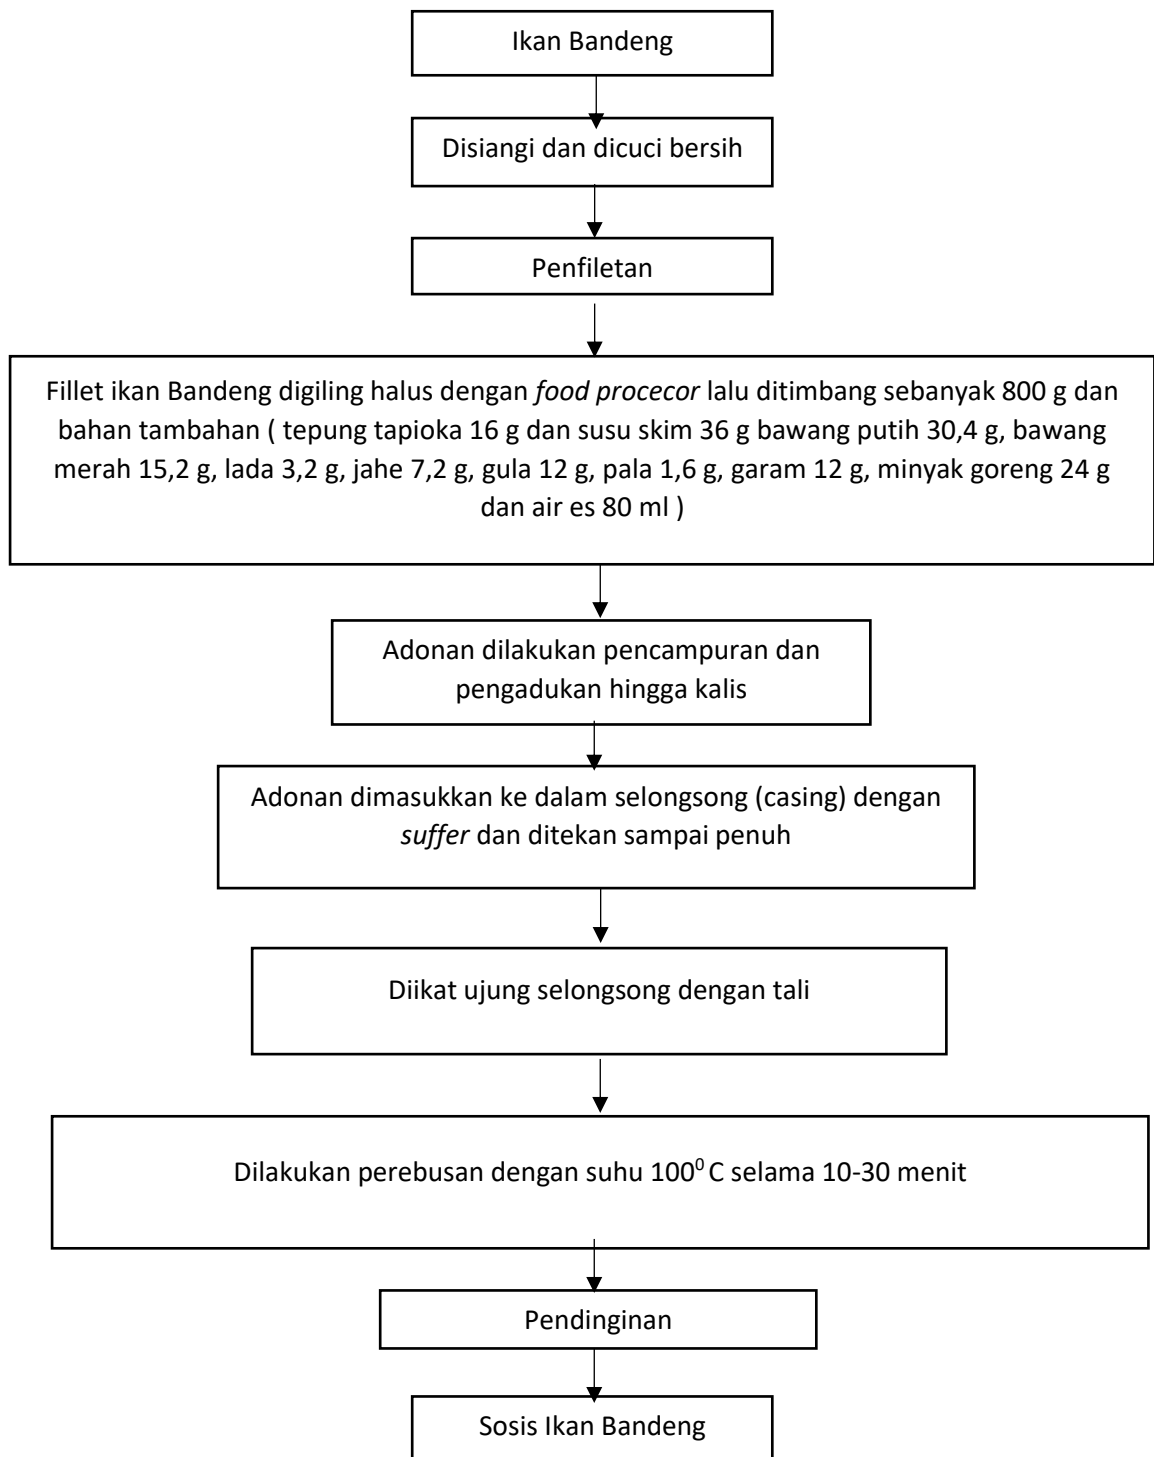 Ikan Bandeng
Disiangi dan dicuci bersih
Penfiletan
Fillet ikan Bandeng digiling halus dengan food procecor lalu ditimbang sebanyak 800 g dan
bahan tambahan ( tepung tapioka 16 g dan susu skim 36 g bawang putih 30,4 g, bawang
merah 15,2 g, lada 3,2 g, jahe 7,2 g, gula 12 g, pala 1,6 g, garam 12 g, minyak goreng 24 g
dan air es 80 ml )
Adonan dilakukan pencampuran dan
pengadukan hingga kalis
Adonan dimasukkan ke dalam selongsong (casing) dengan
suffer dan ditekan sampai penuh
Diikat ujung selongsong dengan tali
Dilakukan perebusan dengan suhu 100⁰ C selama 10-30 menit
Pendinginan
Sosis Ikan Bandeng